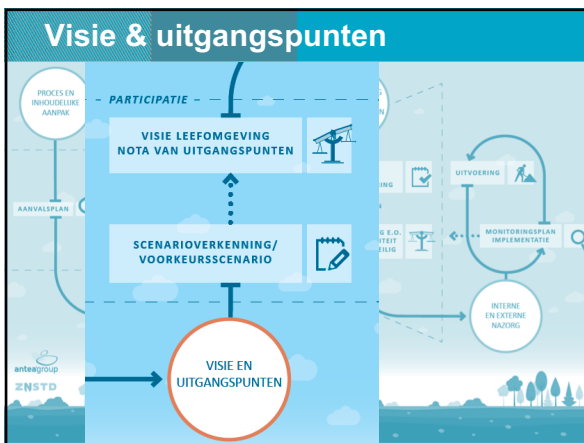 Visie & uitgangspunten
PROCES EN
INHOUDELIJKE
AANPAK
AANVALSPLAN
anteagroup
ZNSTD
PARTICIPATIE
VISIE LEEFOMGEVING
NOTA VAN UITGANGSPUNTEN
SCENARIOVERKENNING/
VOORKEURSSCENARIO
VISIE EN
UITGANGSPUNTEN
UITVOERING
MONITORINGSPLAN
IMPLEMENTATIE
INTERNE
EN EXTERNE
NAZORG